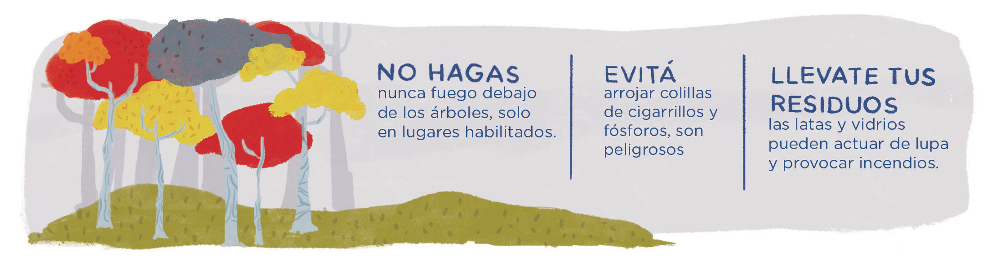 NO HAGAS
nunca fuego debajo
de los árboles, solo
en lugares habilitados.
EVITÁ
arrojar colillas
de cigarrillos y
fósforos, son
peligrosos
LLEVATE TUS
RESIDUOS
las latas y vidrios
pueden actuar de lupa
y provocar incendios.